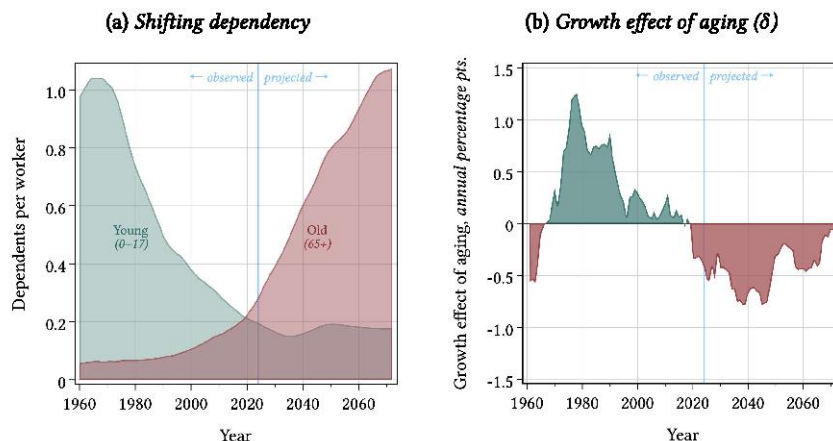 (a) Shifting dependency
(b) Growth effect of aging (δ)
Dependents per worker
1.0
0.8
0.6
0.4
0.2
0
← observed
projected →
Young
(0–17)
Old
(65+)
1960
1980
2000
2020
2040
2060
Year
Growth effect of aging, annual percentage pts.
1.5
1.0
0.5
0
-0.5
-1.0
-1.5
← observed
projected →
1960
1980
2000
2020
2040
2060
Year